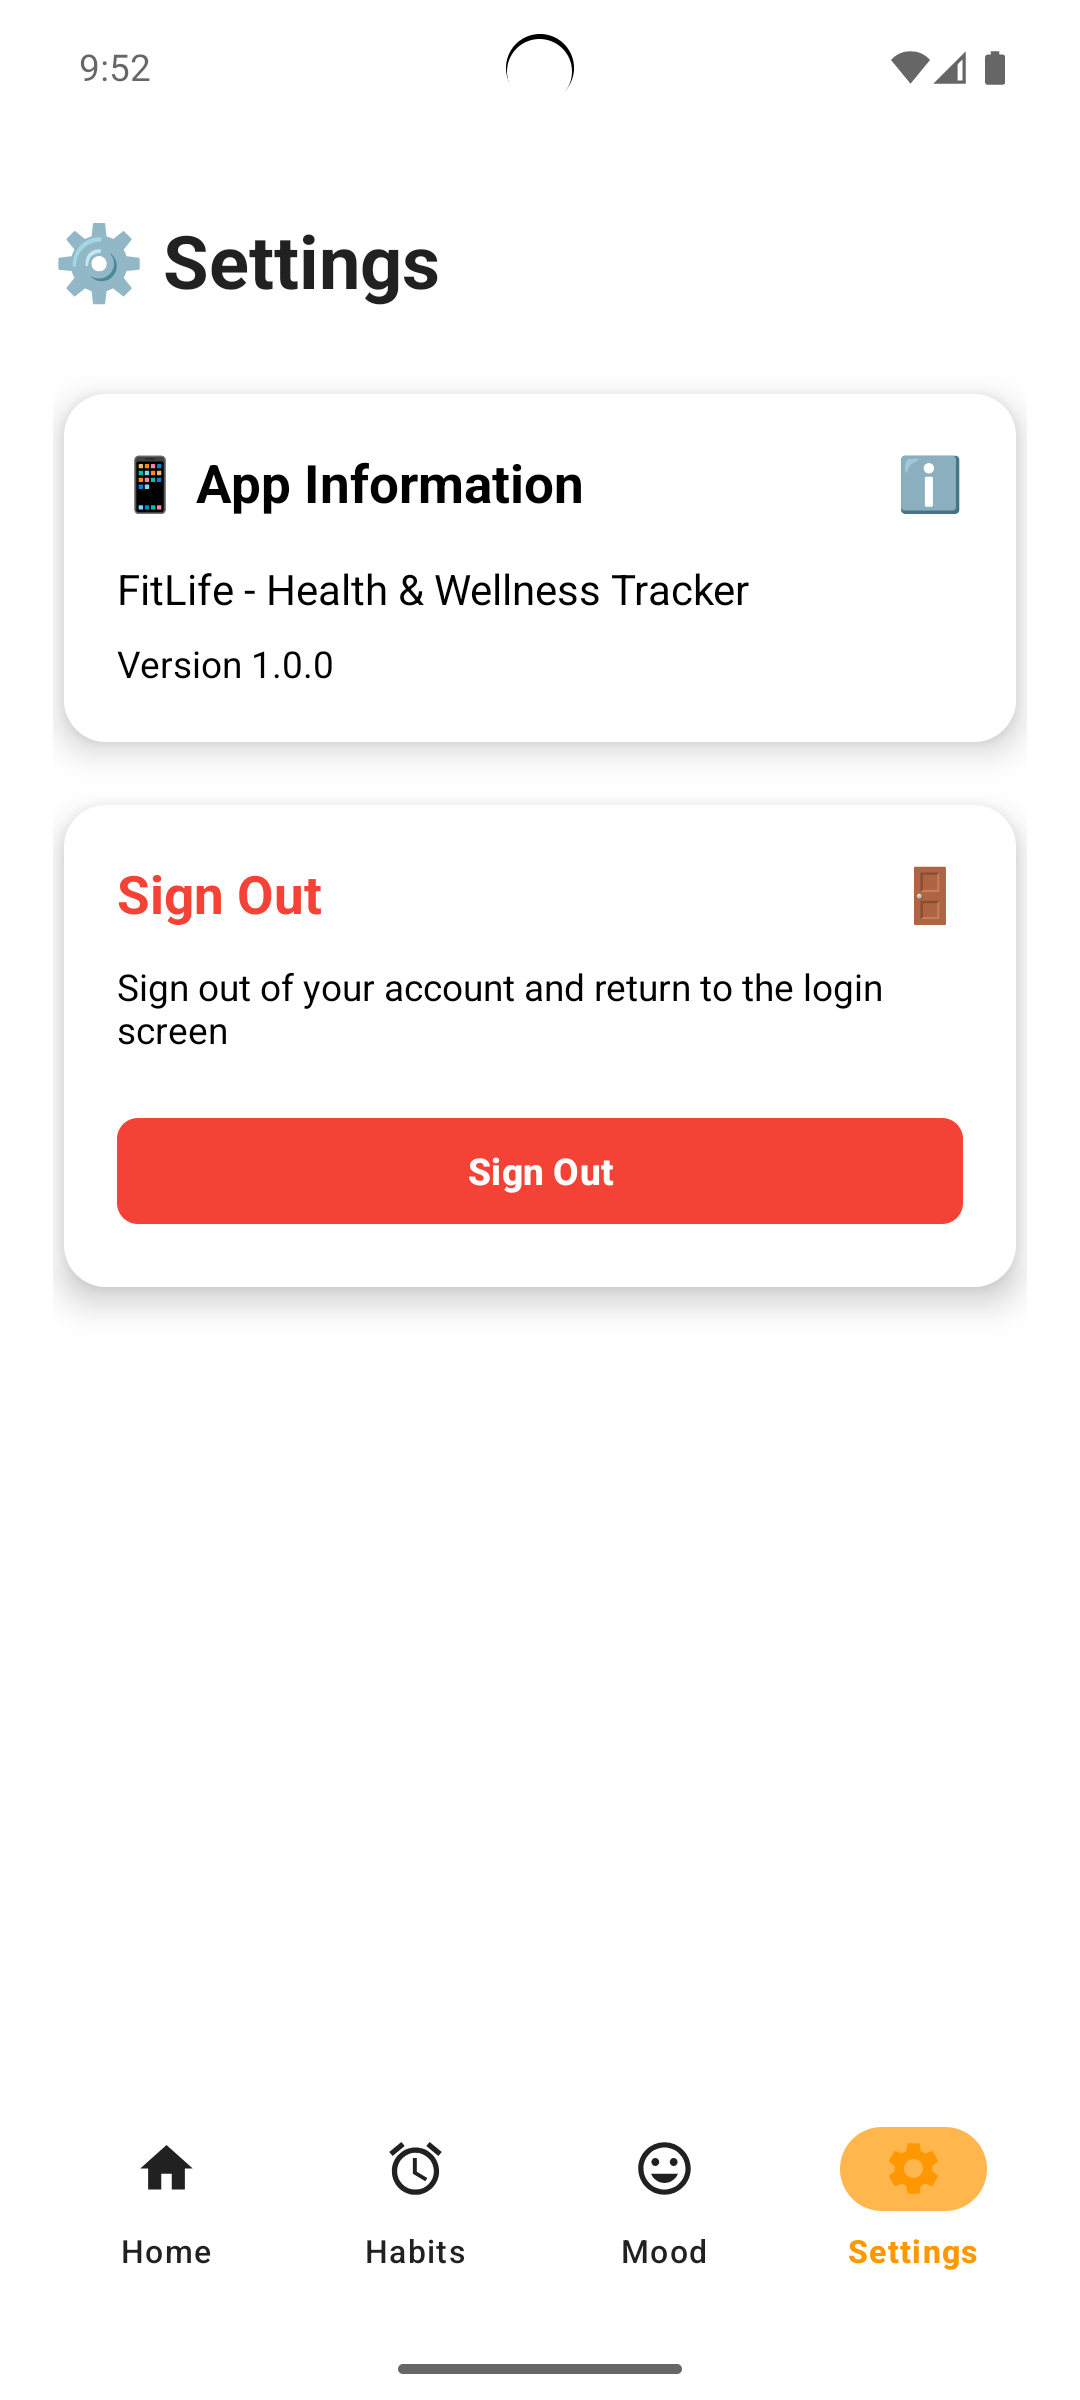 9:52
⚙️ Settings
📱 App Information ℹ️
FitLife - Health & Wellness Tracker
Version 1.0.0
Sign Out 🚪
Sign out of your account and return to the login
screen
Sign Out
Home Habits Mood Settings